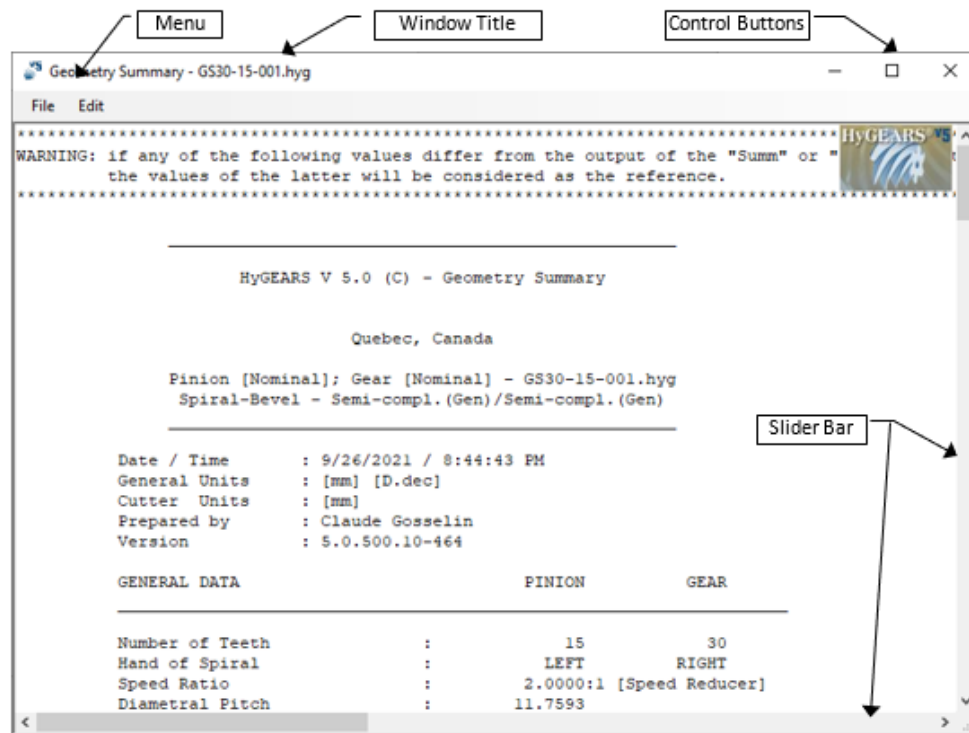 Menu
Window Title
Control Buttons
Geometry Summary - GS30-15-001.hyg
File Edit
********************************************************************************
WARNING: if any of the following values differ from the output of the "Summ" or "
the values of the latter will be considered as the reference.
********************************************************************************
HyGEARS V5
HyGEARS V 5.0 (C) - Geometry Summary
Quebec, Canada
Pinion [Nominal]; Gear [Nominal] - GS30-15-001.hyg
Spiral-Bevel - Semi-compl.(Gen)/Semi-compl.(Gen)
Slider Bar
Date / Time : 9/26/2021 / 8:44:43 PM
General Units : [mm] [D.dec]
Cutter Units : [mm]
Prepared by : Claude Gosselin
Version : 5.0.500.10-464
GENERAL DATA PINION GEAR
Number of Teeth : 15 30
Hand of Spiral : LEFT RIGHT
Speed Ratio : 2.0000:1 [Speed Reducer]
Diametral Pitch : 11.7593